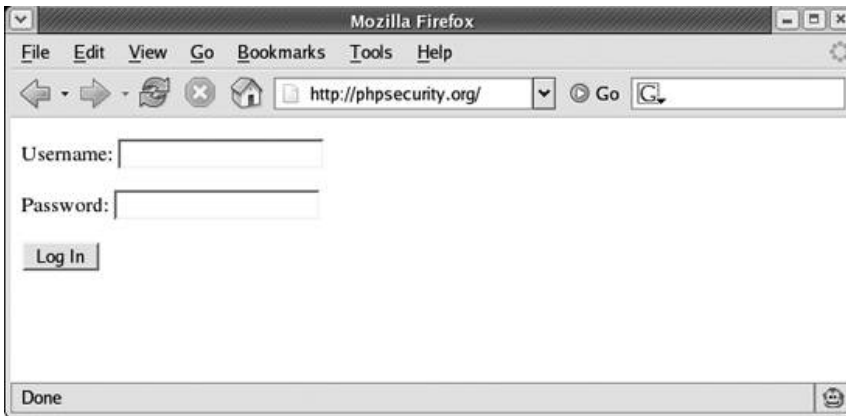 Mozilla Firefox
File Edit View Go Bookmarks Tools Help
http://phpsecurity.org/ Go G
Username:
Password:
Log In
Done